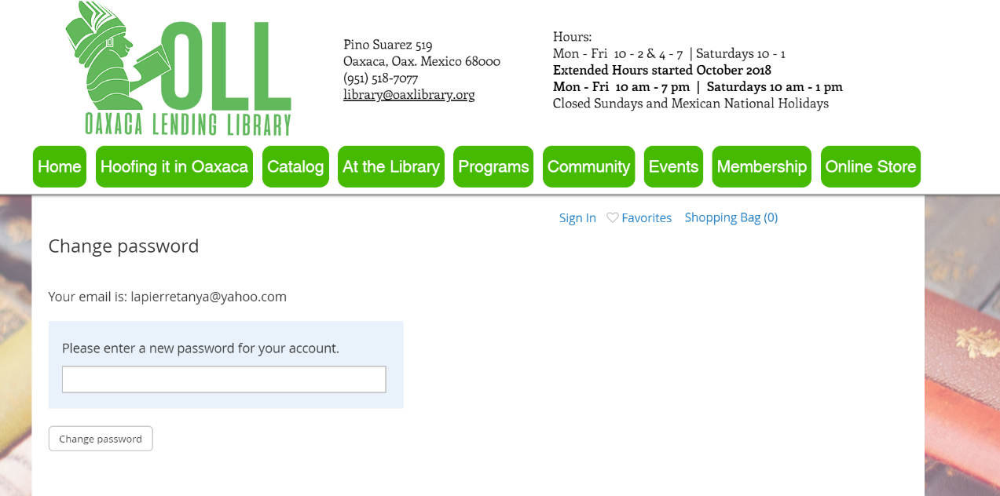 OLL
OAXACA LENDING LIBRARY
Pino Suarez 519
Oaxaca, Oax. Mexico 68000
(951) 518-7077
library@oaxlibrary.org
Hours:
Mon - Fri  10 - 2 & 4 - 7  | Saturdays 10 - 1
Extended Hours started October 2018
Mon - Fri  10 am - 7 pm  |  Saturdays 10 am - 1 pm
Closed Sundays and Mexican National Holidays
Home Hoofing it in Oaxaca Catalog At the Library Programs Community Events Membership Online Store
Sign In Favorites Shopping Bag (0)
Change password
Your email is: lapierretanya@yahoo.com
Please enter a new password for your account.
Change password